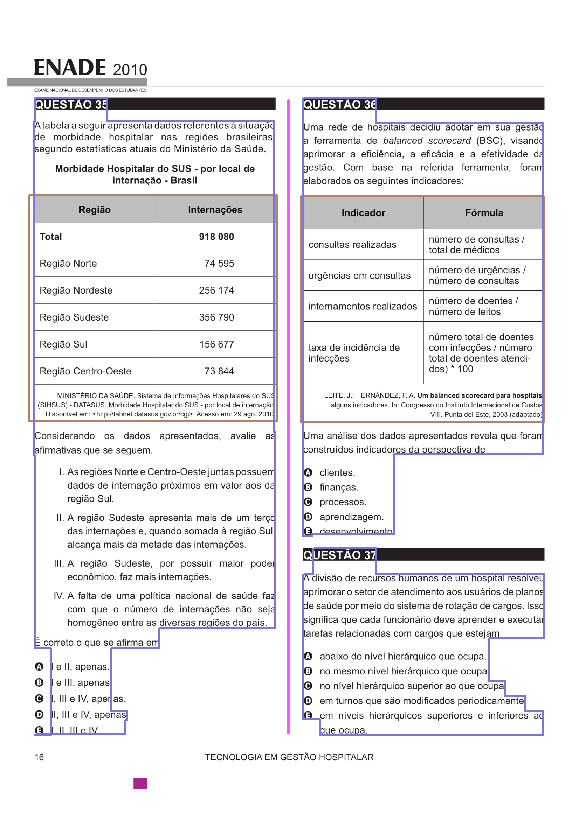 ENADE 2010
EXAME NACIONAL DE DESEMPENHO DOS ESTUDANTES
QUESTÃO 35
A tabela a seguir apresenta dados referentes à situação
de morbidade hospitalar nas regiões brasileiras
segundo estatísticas atuais do Ministério da Saúde.
Morbidade Hospitalar do SUS - por local de
internação - Brasil
Região Internações
Total 918 080
Região Norte 74 595
Região Nordeste 256 174
Região Sudeste 356 790
Região Sul 156 677
Região Centro-Oeste 73 844
MINISTÉRIO DA SAÚDE. Sistema de Informações Hospitalares do SUS
(SIHSUS) - DATASUS. Morbidade Hospitalar do SUS - por local de internação
Disponível em: <http://tabnet.datasus.gov.br/cgi>. Acesso em: 29 ago. 2010
Considerando os dados apresentados, avalie as
afirmativas que se seguem.
I. As regiões Norte e Centro-Oeste juntas possuem
dados de internação próximos em valor aos da
região Sul.
II. A região Sudeste apresenta mais de um terço
das internações e, quando somada à região Sul
alcança mais da metade das internações.
III. A região Sudeste, por possuir maior poder
econômico, faz mais internações.
IV. A falta de uma política nacional de saúde faz
com que o número de internações não seja
homogêneo entre as diversas regiões do país.
É correto o que se afirma em
A I e II, apenas.
B I e III, apenas
C I, III e IV, apenas.
D II, III e IV, apenas
E I, II, III e IV
QUESTÃO 36
Uma rede de hospitais decidiu adotar em sua gestão
a ferramenta de balanced scorecard (BSC), visando
aprimorar a eficiência, a eficácia e a efetividade da
gestão. Com base na referida ferramenta, foram
elaborados os seguintes indicadores:
Indicador Fórmula
consultas realizadas número de consultas /
total de médicos
urgências em consultas número de urgências /
número de consultas
internamentos realizados número de doentes /
número de leitos
taxa de incidência de
infecções número total de doentes
com infecções / número
total de doentes atendi-
dos) * 100
LEITE, J.; FERNÁNDEZ, F. A. Um balanced scorecard para hospitais
alguns indicadores. In: Congresso do Instituto Internacional de Custos
VIII. Punta del Este, 2003 (adaptado)
Uma análise dos dados apresentados revela que foram
construídos indicadores da perspectiva de
A clientes.
B finanças.
C processos.
D aprendizagem.
E desenvolvimento
QUESTÃO 37
A divisão de recursos humanos de um hospital resolveu
aprimorar o setor de atendimento aos usuários de planos
de saúde por meio do sistema de rotação de cargos. Isso
significa que cada funcionário deve aprender e executar
tarefas relacionadas com cargos que estejam
A abaixo do nível hierárquico que ocupa.
B no mesmo nível hierárquico que ocupa
C no nível hierárquico superior ao que ocupa
D em turnos que são modificados periodicamente
E em níveis hierárquicos superiores e inferiores ao
que ocupa.
16
TECNOLOGIA EM GESTÃO HOSPITALAR